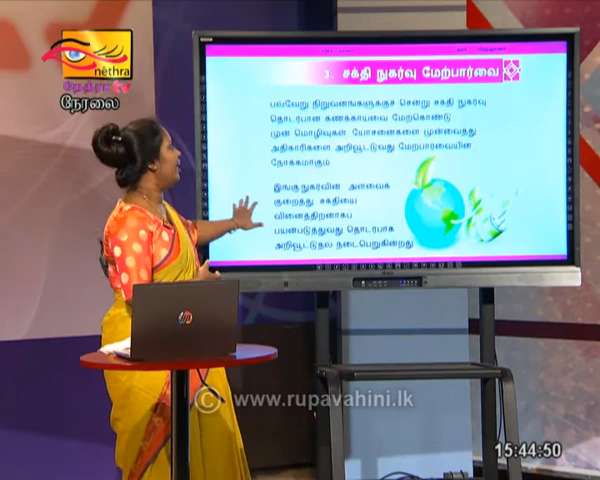 nēthra
நேத்ரா tv
நேரலை
3. சக்தி நுகர்வு மேற்பார்வை
பல்வேறு நிறுவனங்களுக்குச் சென்று சக்தி நுகர்வு
தொடர்பான கணக்காய்வை மேற்கொண்டு
முன் மொழிவுகள், யோசனைகளை முன்வைத்து
அதிகாரிகளை அறிவூட்டுவது மேற்பார்வையின்
நோக்கமாகும்
இங்கு நுகர்வின் அளவைக்
குறைத்து சக்தியை
வினைத்திறனாகப்
பயன்படுத்துவது தொடர்பாக
அறிவூட்டுதல் நடைபெறுகின்றது
hp
© www.rupavahini.lk
15:44:50